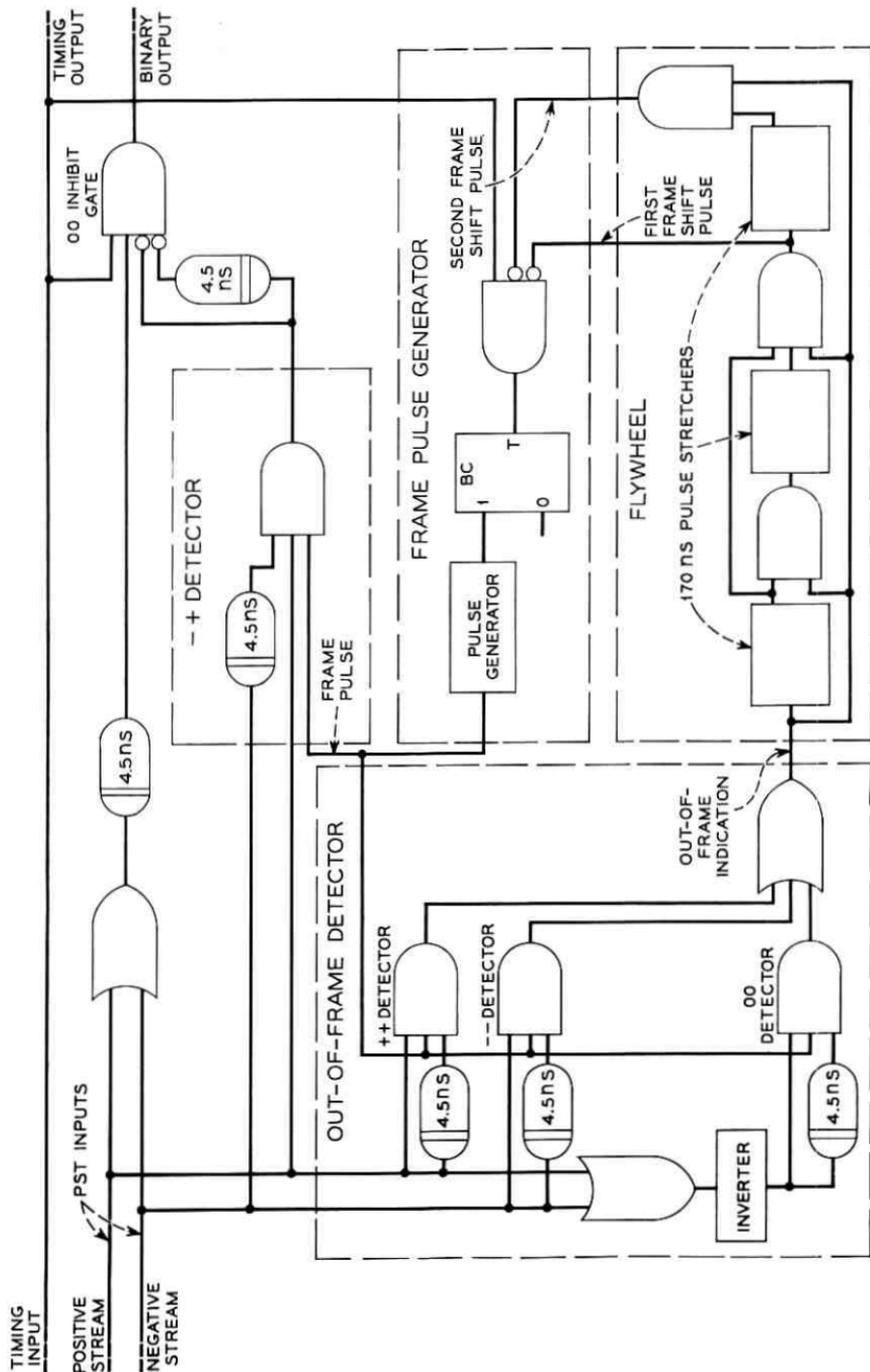 TIMING
INPUT
POSITIVE
STREAM
NEGATIVE
STREAM
PST INPUTS
4.5ns
TIMING
OUTPUT
BINARY
OUTPUT
00 INHIBIT
GATE
4.5
ns
-+ DETECTOR
4.5ns
FRAME
PULSE
FRAME PULSE GENERATOR
PULSE
GENERATOR
BC
1
0
T
SECOND FRAME
SHIFT PULSE
FIRST FRAME
SHIFT
PULSE
OUT-OF-FRAME DETECTOR
++DETECTOR
4.5ns
--DETECTOR
4.5ns
INVERTER
00
DETECTOR
4.5ns
OUT-OF-
FRAME
INDICATION
FLYWHEEL
170 ns PULSE STRETCHERS